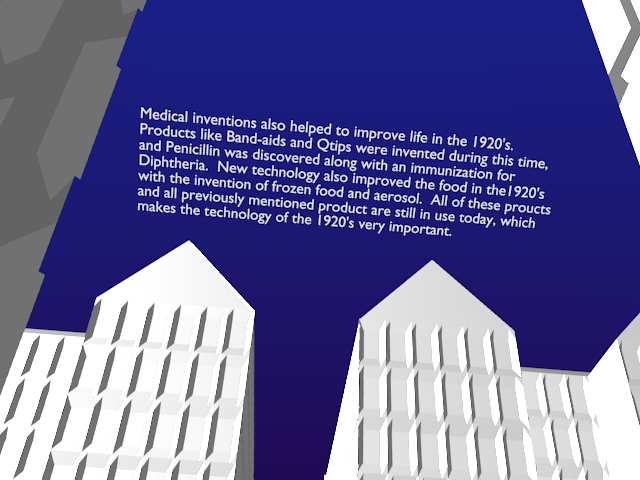 Medical inventions also helped to improve life in the 1920's.
Products like Band-aids and Qtips were invented during this time,
and Penicillin was discovered along with an immunization for
Diphtheria.  New technology also improved the food in the1920's
with the invention of frozen food and aerosol.  All of these proucts
and all previously mentioned product are still in use today, which
makes the technology of the 1920's very important.